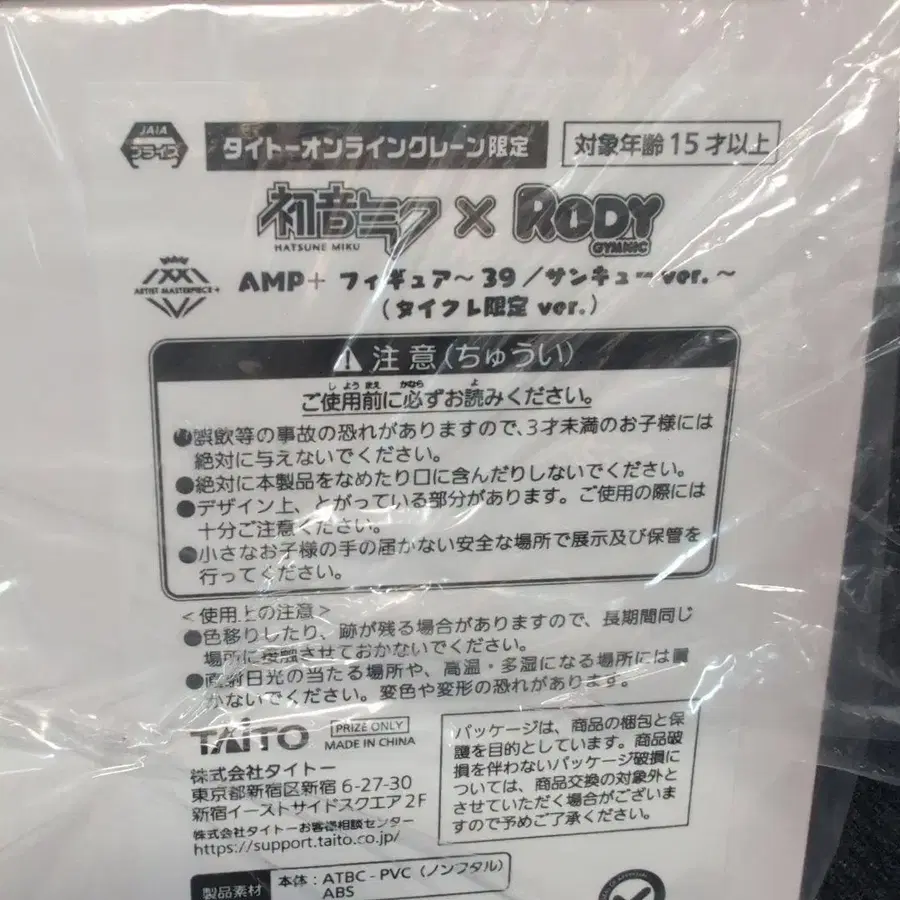 JAIA
プライズ
タイトーオンラインクレーン限定
対象年齢15才以上
初音ミク × RODY
HATSUNE MIKU
GYMNIC
ARTIST MASTERPIECE+
AMP+ フィギュア~39/サンキューver.~
(タイクレ限定 ver.)
注意(ちゅうい)
しようまえ かなら よ
ご使用前に必ずお読みください。
●誤飲等の事故の恐れがありますので、3才未満のお子様には
絶対に与えないでください。
●絶対に本製品をなめたり口に含んだりしないでください。
●デザイン上、とがっている部分があります。ご使用の際には
十分ご注意ください。
●小さなお子様の手の届かない安全な場所で展示及び保管を
行ってください。
<使用上の注意>
●色移りしたり、跡が残る場合がありますので、長期間同じ
場所に接触させておかないでください。
●直射日光の当たる場所や、高温・多湿になる場所には置
かないでください。変色や変形の恐れがあります。
TAITO
PRIZE ONLY
MADE IN CHINA
株式会社タイトー
東京都新宿区新宿6-27-30
新宿イーストサイドスクエア2F
株式会社タイトーお客様相談センター
https://support.taito.co.jp/
パッケージは、商品の梱包と保
護を目的としています。商品破
損を伴わないパッケージ破損に
ついては、商品交換の対象外と
させていただく場合がございま
すので予めご了承ください。
製品素材
本体:ATBC-PVC(ノンフタル)
ABS